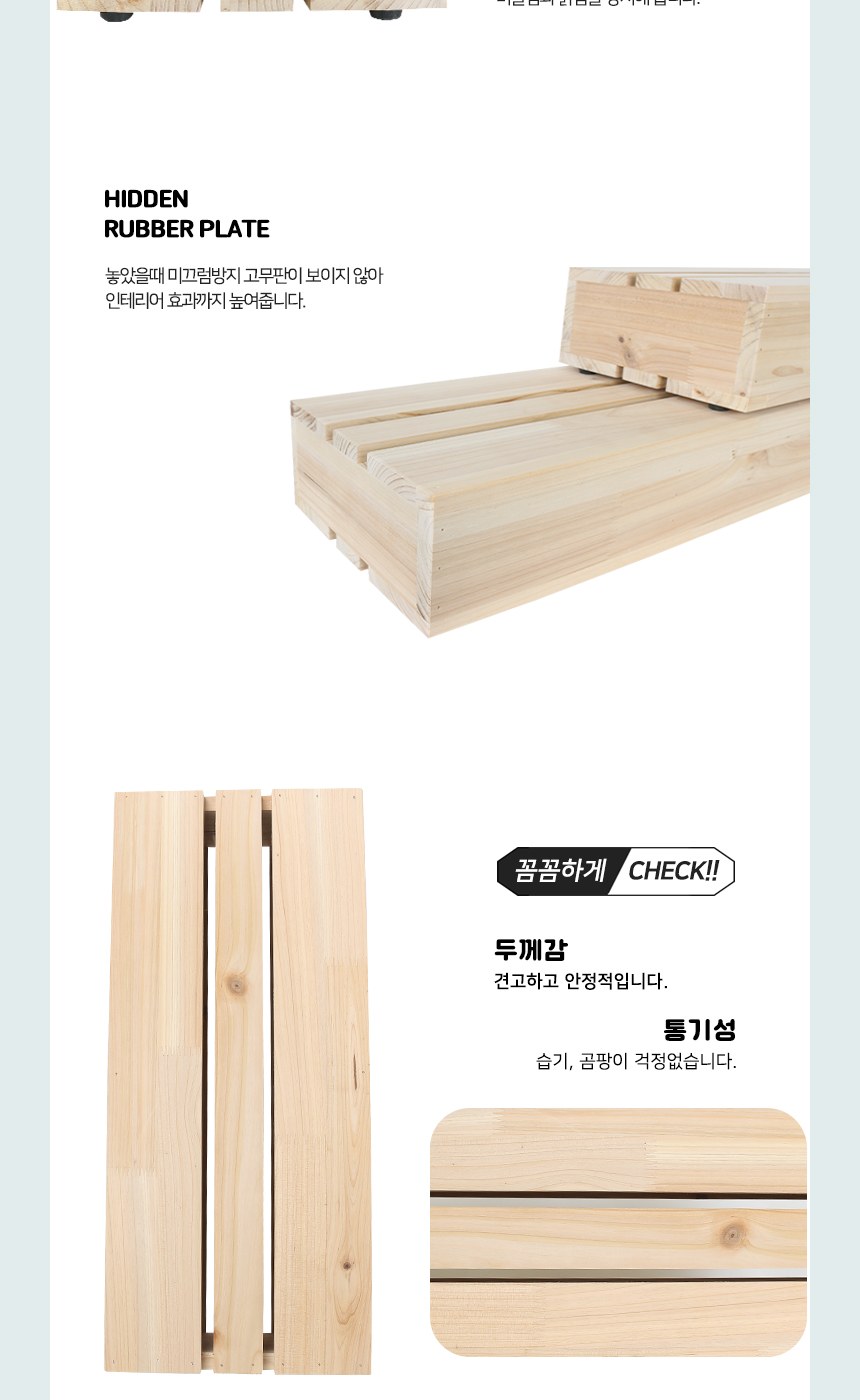 HIDDEN
RUBBER PLATE
놓았을때 미끄럼방지 고무판이 보이지 않아
인테리어 효과까지 높여줍니다.
꼼꼼하게 CHECK!!
두께감
견고하고 안정적입니다.
통기성
습기, 곰팡이 걱정없습니다.